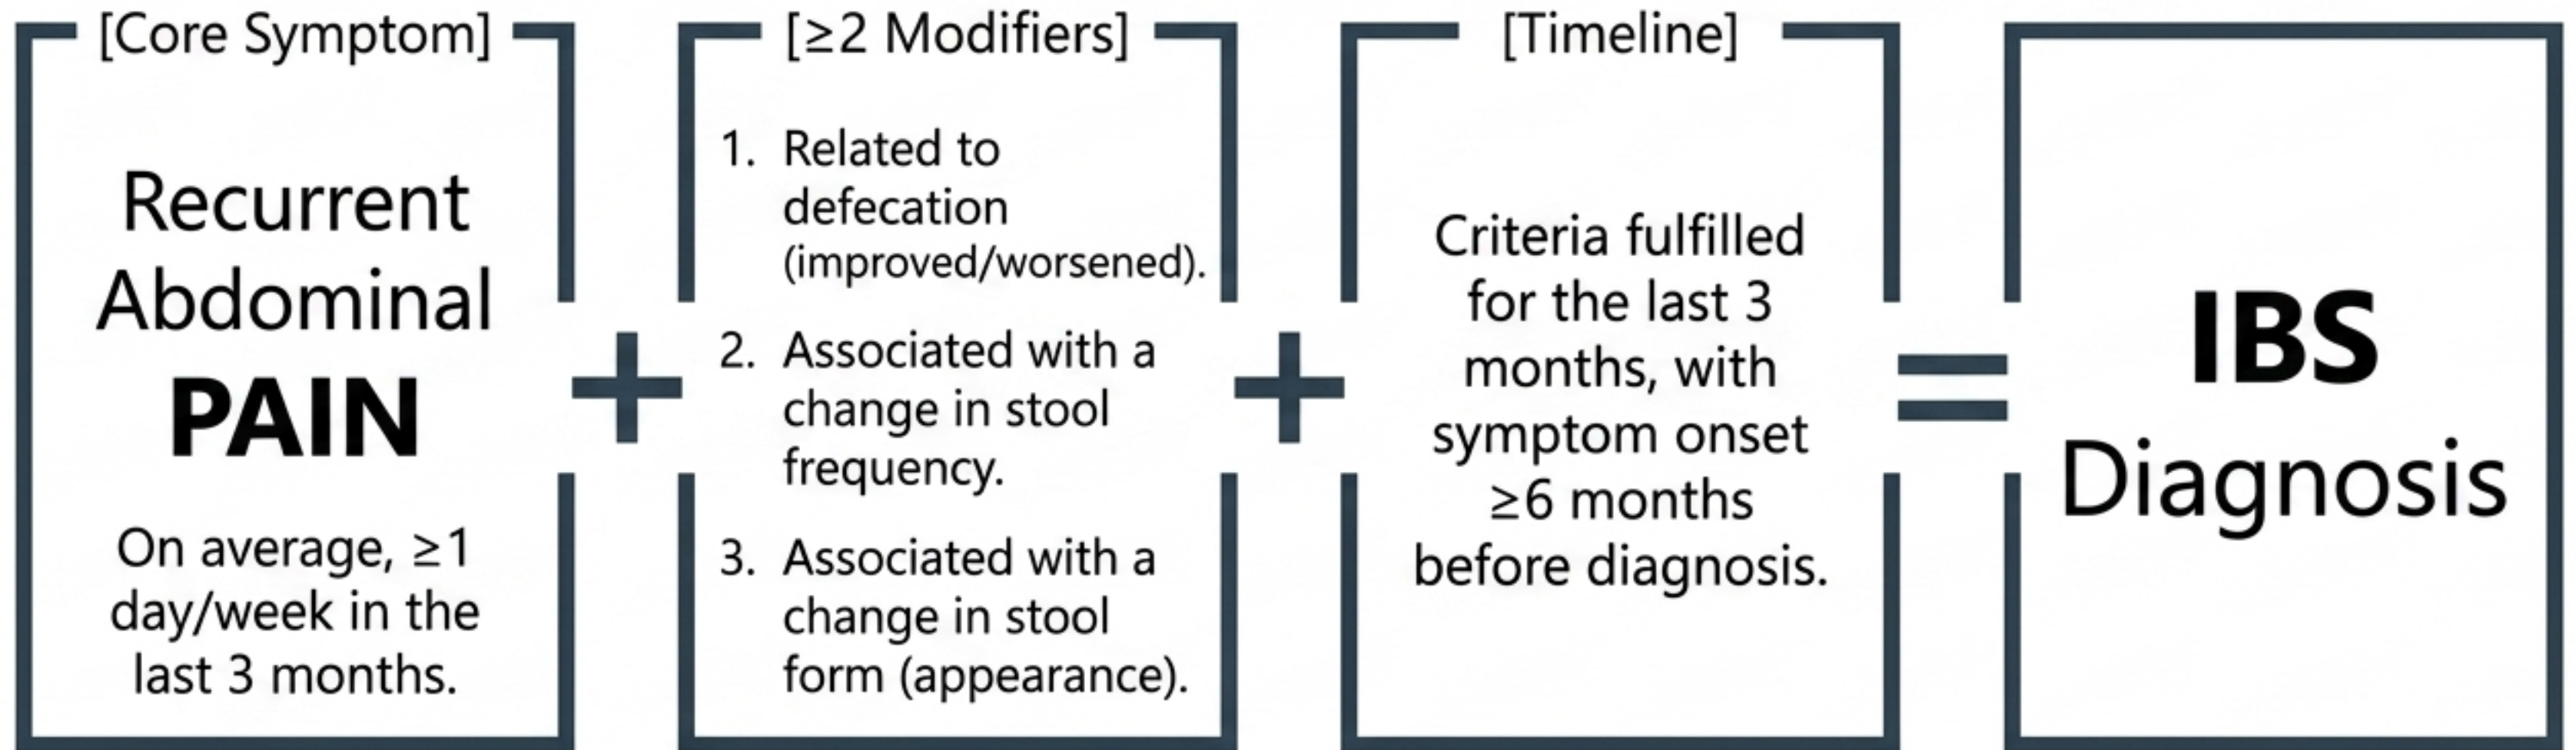 [Core Symptom]
Recurrent
Abdominal
PAIN
On average, ≥1
day/week in the
last 3 months.
+
[≥2 Modifiers]
1. Related to
defecation
(improved/worsened).
2. Associated with a
change in stool
frequency.
3. Associated with a
change in stool
form (appearance).
+
[Timeline]
Criteria fulfilled
for the last 3
months, with
symptom onset
≥6 months
before diagnosis.
=
IBS
Diagnosis